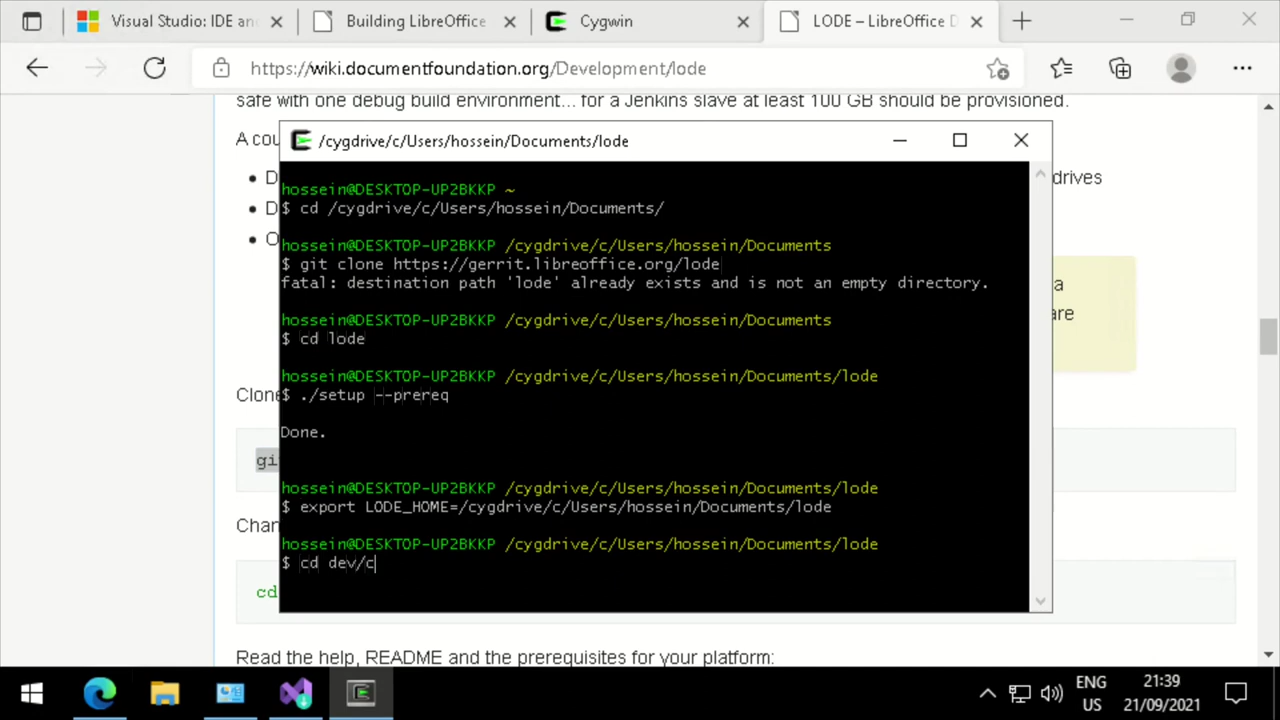 Visual Studio: IDE an
Building LibreOffice
Cygwin
LODE – LibreOffice D
https://wiki.documentfoundation.org/Development/lode
safe with one debug build environment... for a Jenkins slave at least 100 GB should be provisioned.
A cou
/cygdrive/c/Users/hossein/Documents/lode
D
drives
D
O
a
are
hossein@DESKTOP-UP2BKKP ~
$ cd /cygdrive/c/Users/hossein/Documents/
hossein@DESKTOP-UP2BKKP /cygdrive/c/Users/hossein/Documents
$ git clone https://gerrit.libreoffice.org/lode
fatal: destination path 'lode' already exists and is not an empty directory.
hossein@DESKTOP-UP2BKKP /cygdrive/c/Users/hossein/Documents
$ cd lode
hossein@DESKTOP-UP2BKKP /cygdrive/c/Users/hossein/Documents/lode
$ ./setup --prereq
Done.
hossein@DESKTOP-UP2BKKP /cygdrive/c/Users/hossein/Documents/lode
$ export LODE_HOME=/cygdrive/c/Users/hossein/Documents/lode
hossein@DESKTOP-UP2BKKP /cygdrive/c/Users/hossein/Documents/lode
$ cd dev/c
Clone
gi
Chan
cd
Read the help, README and the prerequisites for your platform:
ENG
US
21:39
21/09/2021